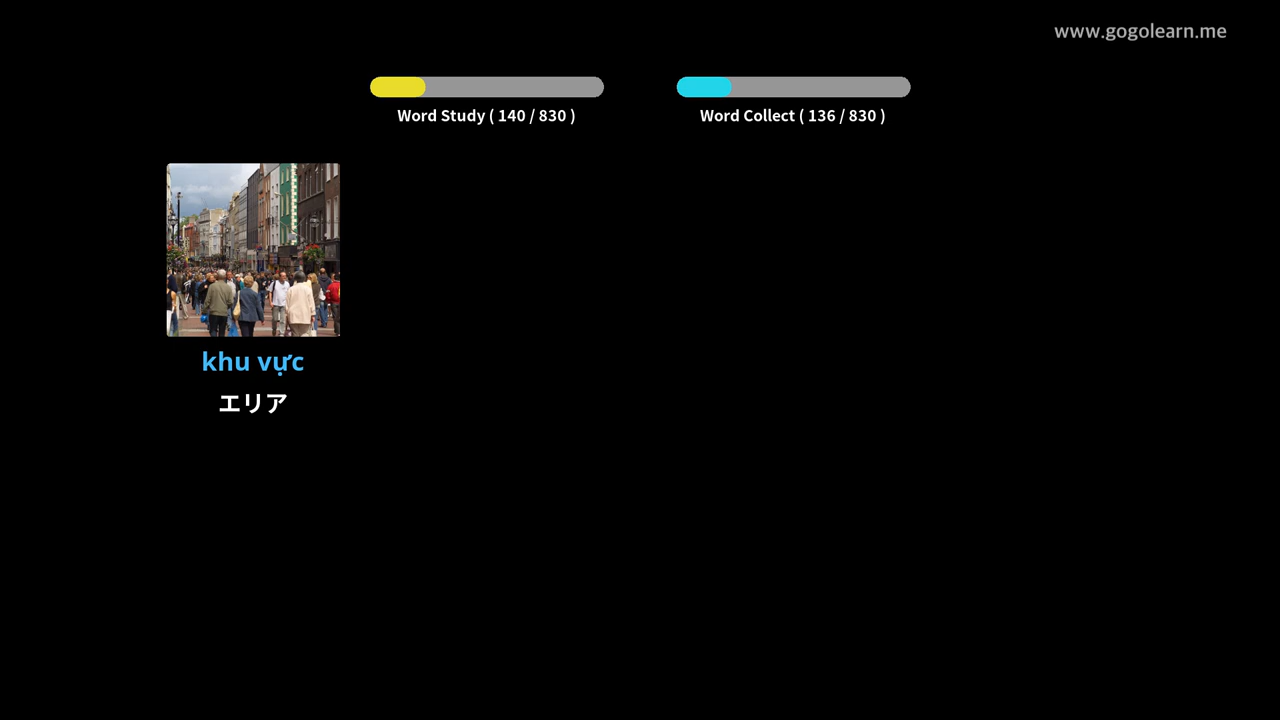 www.gogolearn.me
Word Study ( 140 / 830 )
Word Collect ( 136 / 830 )
khu vực
エリア